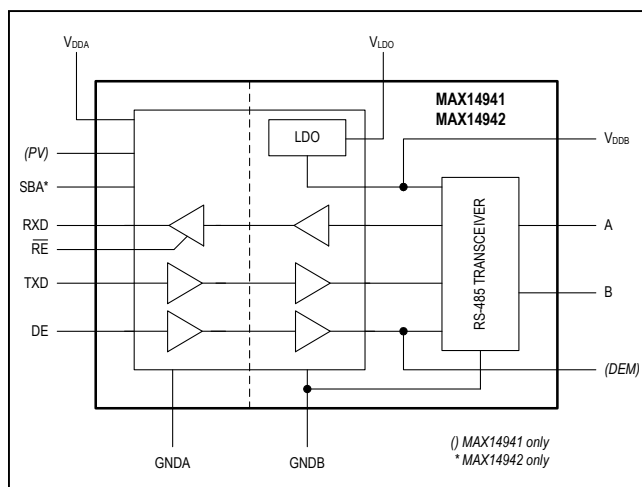 VDDA
VLDO
MAX14941
MAX14942
LDO
VDDB
(PV)
SBA*
RXD
RE
TXD
DE
RS-485 TRANSCEIVER
A
B
(DEM)
GNDA
GNDB
() MAX14941 only
* MAX14942 only